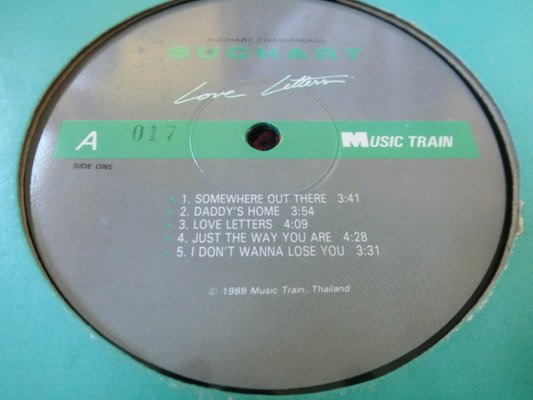 SUCHART CHAWANGKUL
SUCHART
Love Letters
A 017 MUSIC TRAIN
SIDE ONE
1. SOMEWHERE OUT THERE 3:41
2. DADDY'S HOME 3:54
3. LOVE LETTERS 4:09
4. JUST THE WAY YOU ARE 4:28
5. I DON'T WANNA LOSE YOU 3:31
℗ 1988 Music Train, Thailand